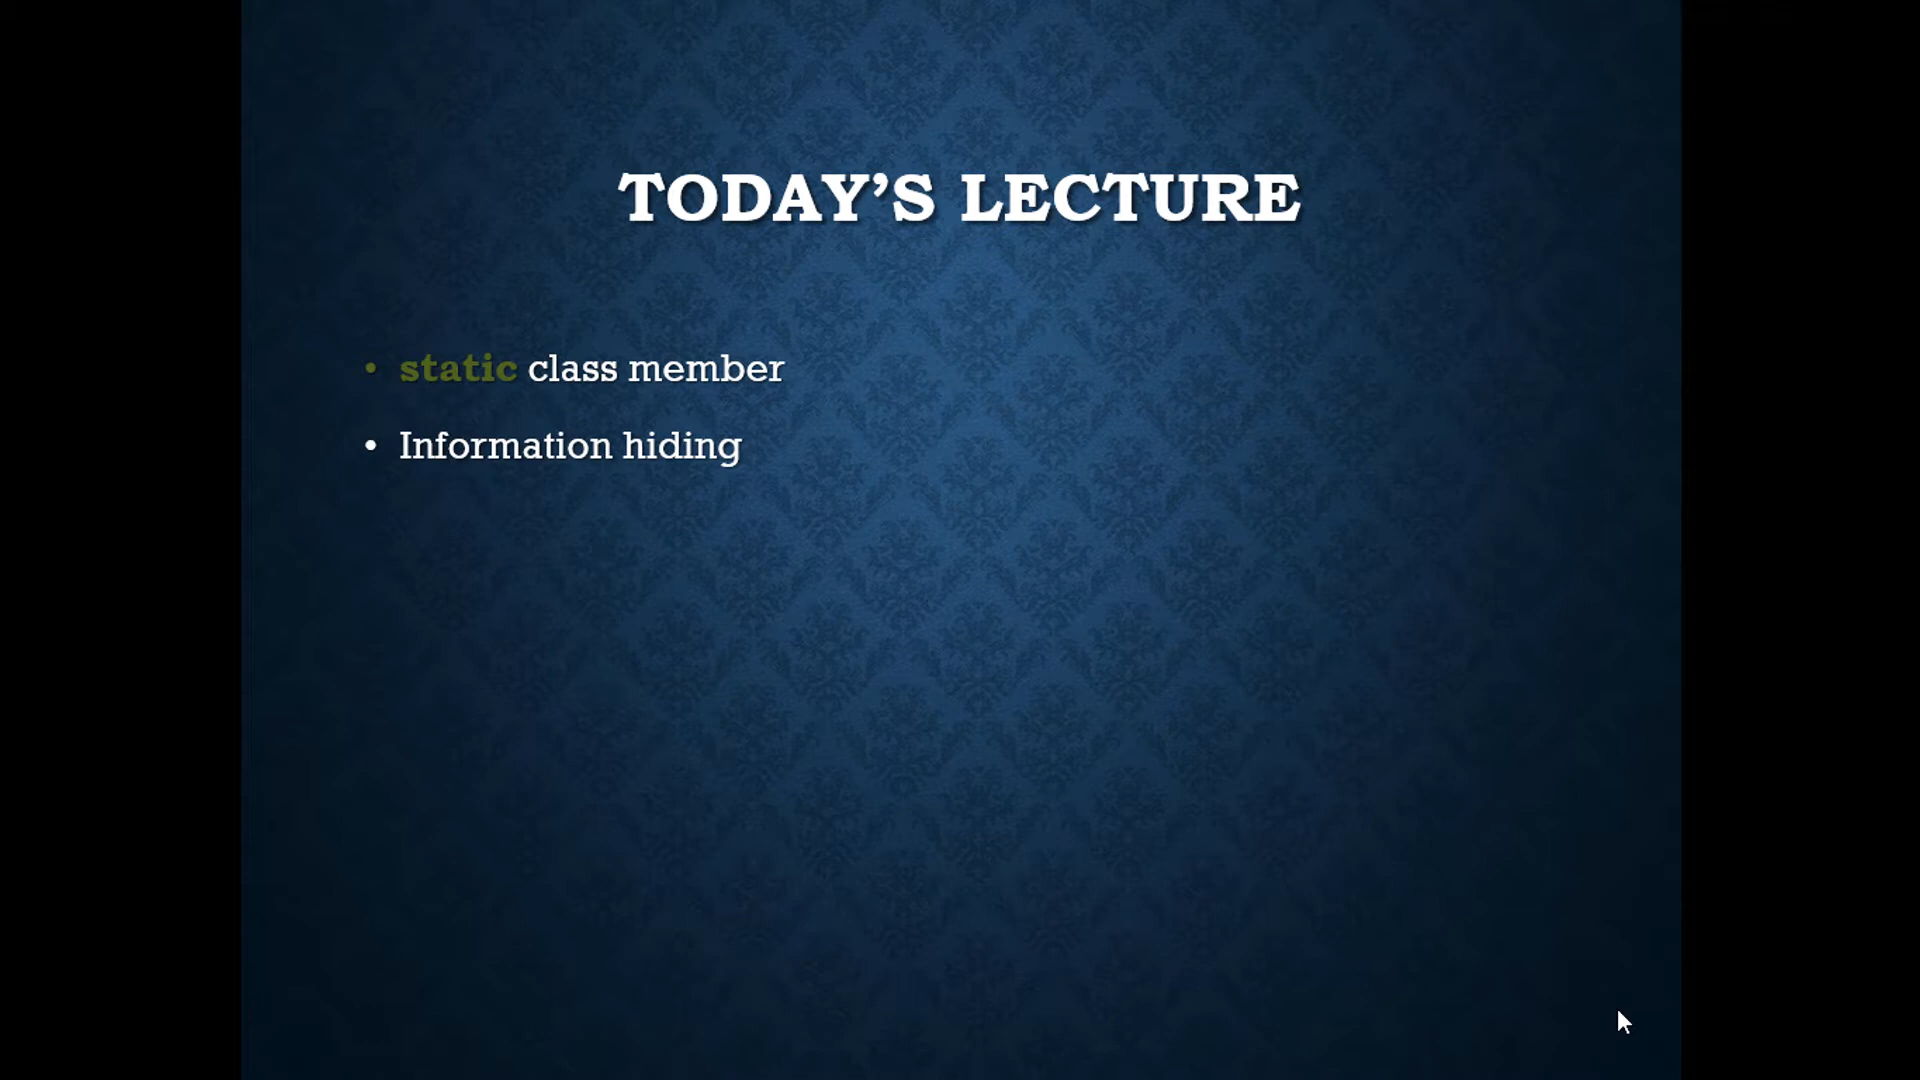 TODAY’S LECTURE
• static class member
• Information hiding